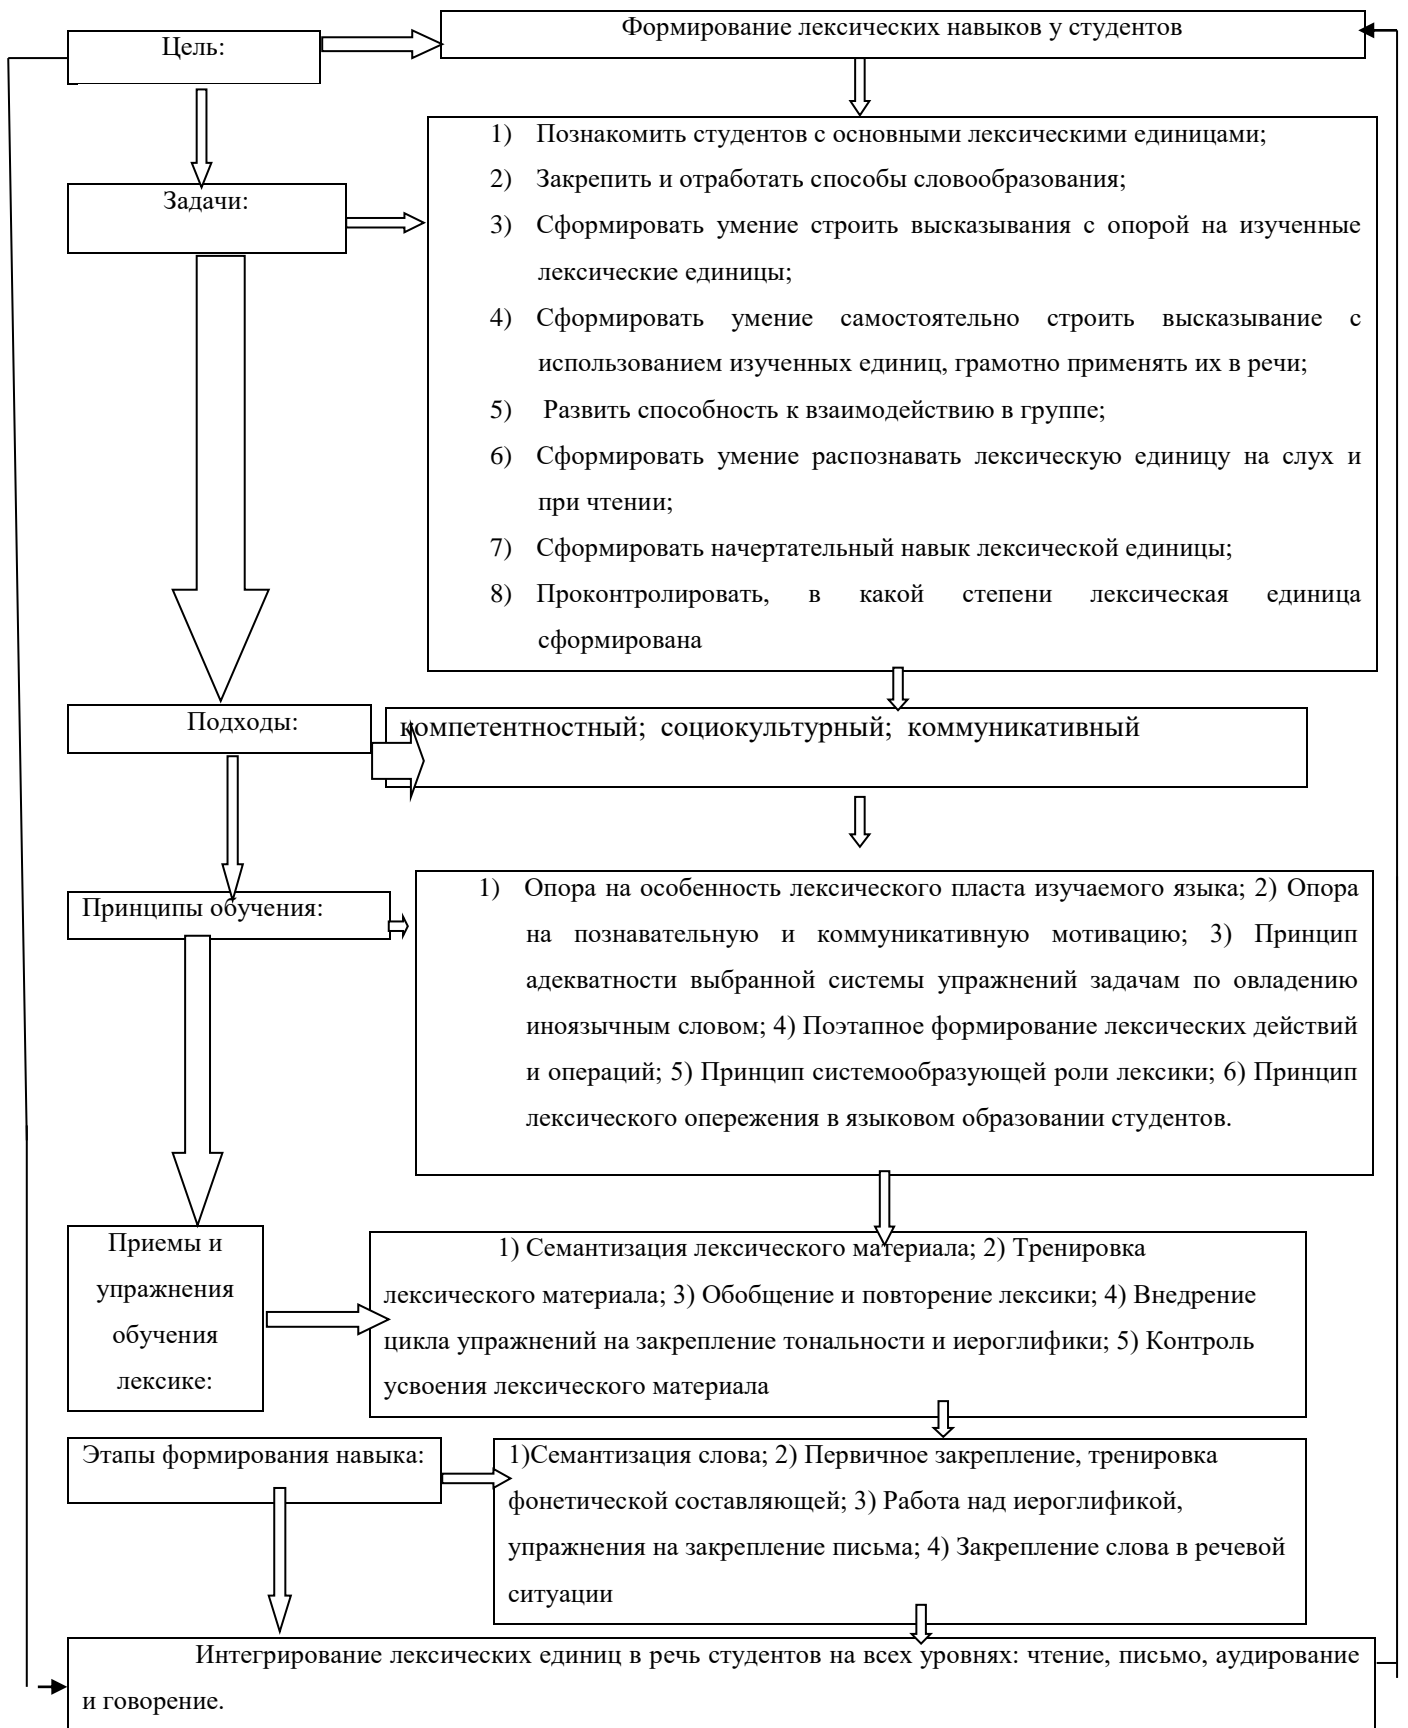 Цель:
Формирование лексических навыков у студентов
Задачи:
1) Познакомить студентов с основными лексическими единицами;
2) Закрепить и отработать способы словообразования;
3) Сформировать умение строить высказывания с опорой на изученные
лексические единицы;
4) Сформировать умение самостоятельно строить высказывание с
использованием изученных единиц, грамотно применять их в речи;
5) Развить способность к взаимодействию в группе;
6) Сформировать умение распознавать лексическую единицу на слух и
при чтении;
7) Сформировать начертательный навык лексической единицы;
8) Проконтролировать, в какой степени лексическая единица
сформирована
Подходы:
компетентностный; социокультурный; коммуникативный
Принципы обучения:
1) Опора на особенность лексического пласта изучаемого языка; 2) Опора
на познавательную и коммуникативную мотивацию; 3) Принцип
адекватности выбранной системы упражнений задачам по овладению
иноязычным словом; 4) Поэтапное формирование лексических действий
и операций; 5) Принцип системообразующей роли лексики; 6) Принцип
лексического опережения в языковом образовании студентов.
Приемы и
упражнения
обучения
лексике:
1) Семантизация лексического материала; 2) Тренировка
лексического материала; 3) Обобщение и повторение лексики; 4) Внедрение
цикла упражнений на закрепление тональности и иероглифики; 5) Контроль
усвоения лексического материала
Этапы формирования навыка:
1)Семантизация слова; 2) Первичное закрепление, тренировка
фонетической составляющей; 3) Работа над иероглификой,
упражнения на закрепление письма; 4) Закрепление слова в речевой
ситуации
Интегрирование лексических единиц в речь студентов на всех уровнях: чтение, письмо, аудирование
и говорение.